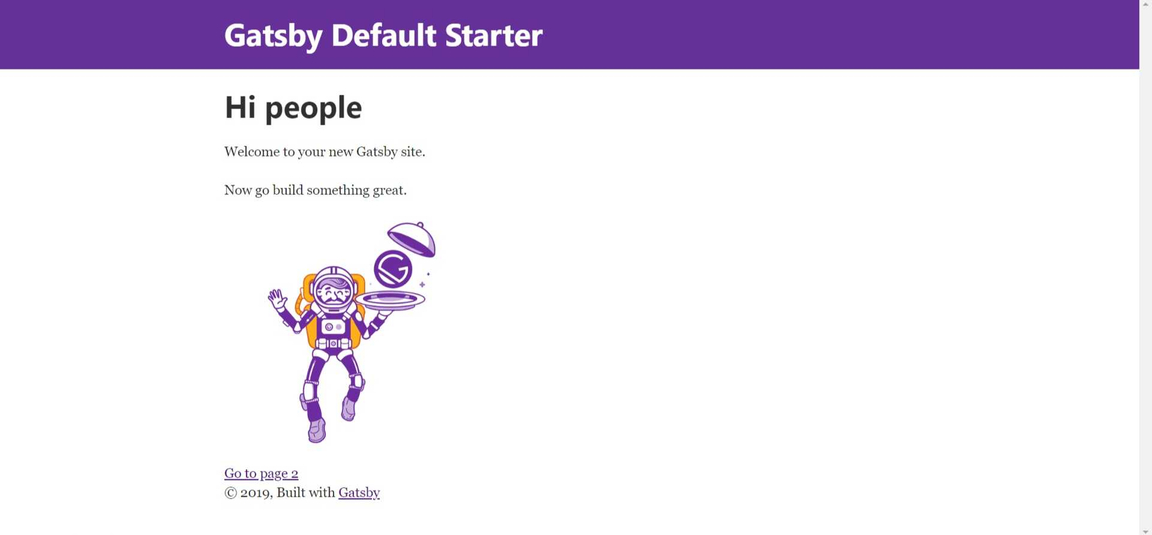 Gatsby Default Starter
Hi people
Welcome to your new Gatsby site.
Now go build something great.
Go to page 2
© 2019, Built with Gatsby